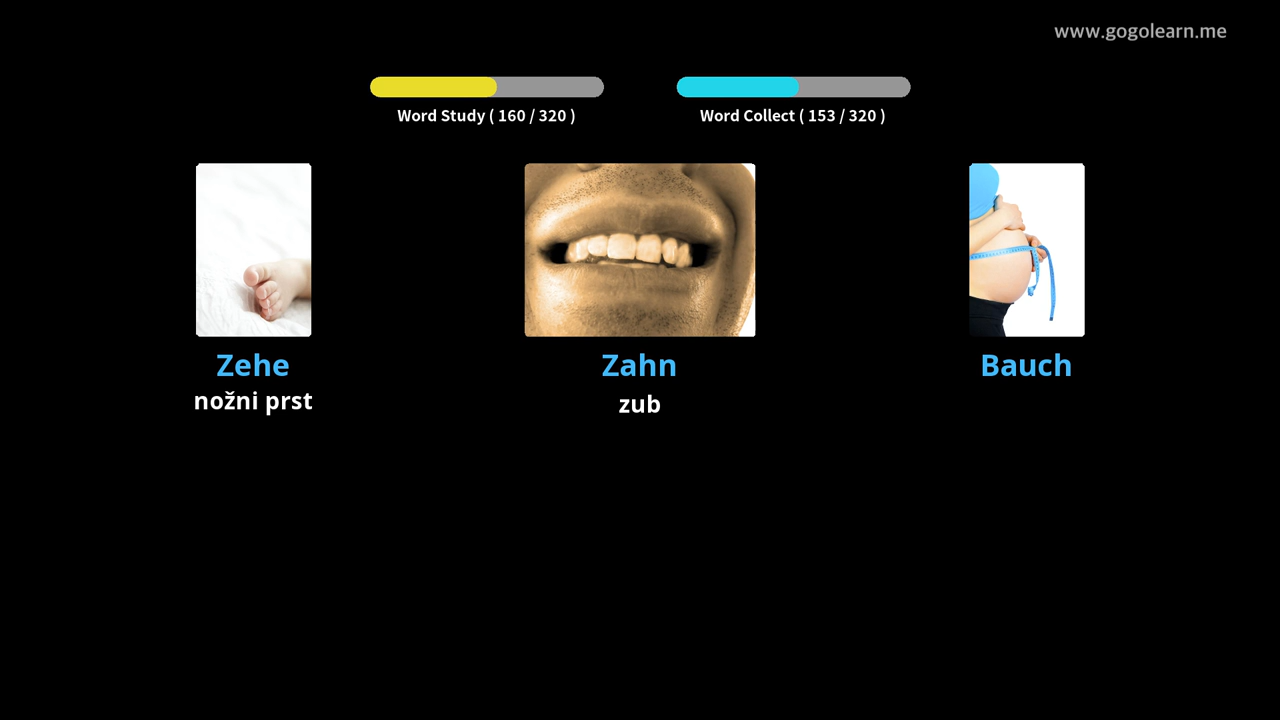 www.gogolearn.me
Word Study ( 160 / 320 )
Word Collect ( 153 / 320 )
Zehe
nožni prst
Zahn
zub
Bauch